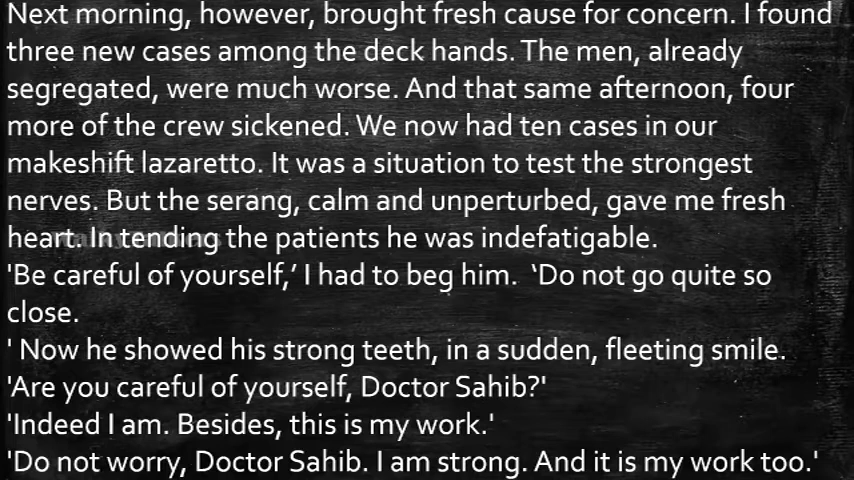 Next morning, however, brought fresh cause for concern. I found
three new cases among the deck hands. The men, already
segregated, were much worse. And that same afternoon, four
more of the crew sickened. We now had ten cases in our
makeshift lazaretto. It was a situation to test the strongest
nerves. But the serang, calm and unperturbed, gave me fresh
heart. In tending the patients he was indefatigable.
'Be careful of yourself,’ I had to beg him.  ‘Do not go quite so
close.
' Now he showed his strong teeth, in a sudden, fleeting smile.
'Are you careful of yourself, Doctor Sahib?'
'Indeed I am. Besides, this is my work.'
'Do not worry, Doctor Sahib. I am strong. And it is my work too.'